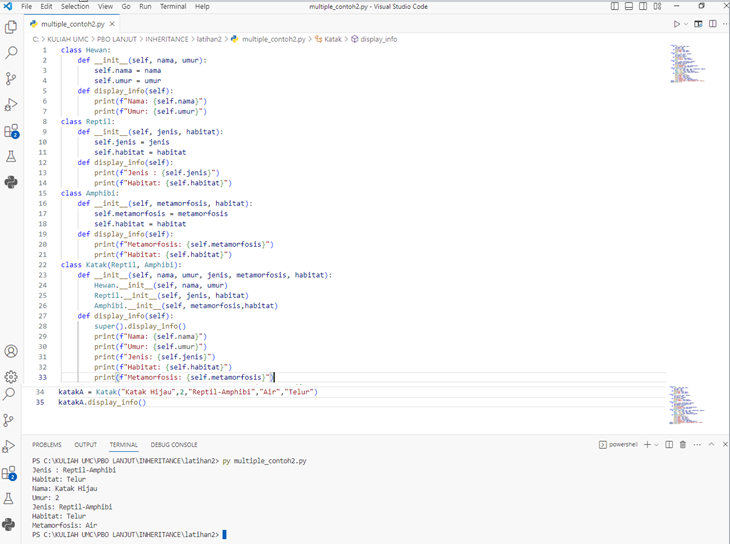 File Edit Selection View Go Run Terminal Help multiple_contoh2.py - Visual Studio Code
multiple_contoh2.py
C: > KULIAH UMC > PBO LANJUT > INHERITANCE > latihan2 > multiple_contoh2.py > Katak > display_info
1 class Hewan:
2 def __init__(self, nama, umur):
3 self.nama = nama
4 self.umur = umur
5 def display_info(self):
6 print(f"Nama: {self.nama}")
7 print(f"Umur: {self.umur}")
8 class Reptil:
9 def __init__(self, jenis, habitat):
10 self.jenis = jenis
11 self.habitat = habitat
12 def display_info(self):
13 print(f"Jenis : {self.jenis}")
14 print(f"Habitat: {self.habitat}")
15 class Amphibi:
16 def __init__(self, metamorfosis, habitat):
17 self.metamorfosis = metamorfosis
18 self.habitat = habitat
19 def display_info(self):
20 print(f"Metamorfosis: {self.metamorfosis}")
21 print(f"Habitat: {self.habitat}")
22 class Katak(Reptil, Amphibi):
23 def __init__(self, nama, umur, jenis, metamorfosis, habitat):
24 Hewan.__init__(self, nama, umur)
25 Reptil.__init__(self, jenis, habitat)
26 Amphibi.__init__(self, metamorfosis,habitat)
27 def display_info(self):
28 super().display_info()
29 print(f"Nama: {self.nama}")
30 print(f"Umur: {self.umur}")
31 print(f"Jenis: {self.jenis}")
32 print(f"Habitat: {self.habitat}")
33 print(f"Metamorfosis: {self.metamorfosis}")
34 katakA = Katak("Katak Hijau",2,"Reptil-Amphibi","Air","Telur")
35 katakA.display_info()
PROBLEMS OUTPUT TERMINAL DEBUG CONSOLE powershell
PS C:\KULIAH UMC\PBO LANJUT\INHERITANCE\latihan2> py multiple_contoh2.py
Jenis : Reptil-Amphibi
Habitat: Telur
Nama: Katak Hijau
Umur: 2
Jenis: Reptil-Amphibi
Habitat: Telur
Metamorfosis: Air
PS C:\KULIAH UMC\PBO LANJUT\INHERITANCE\latihan2>
2
2